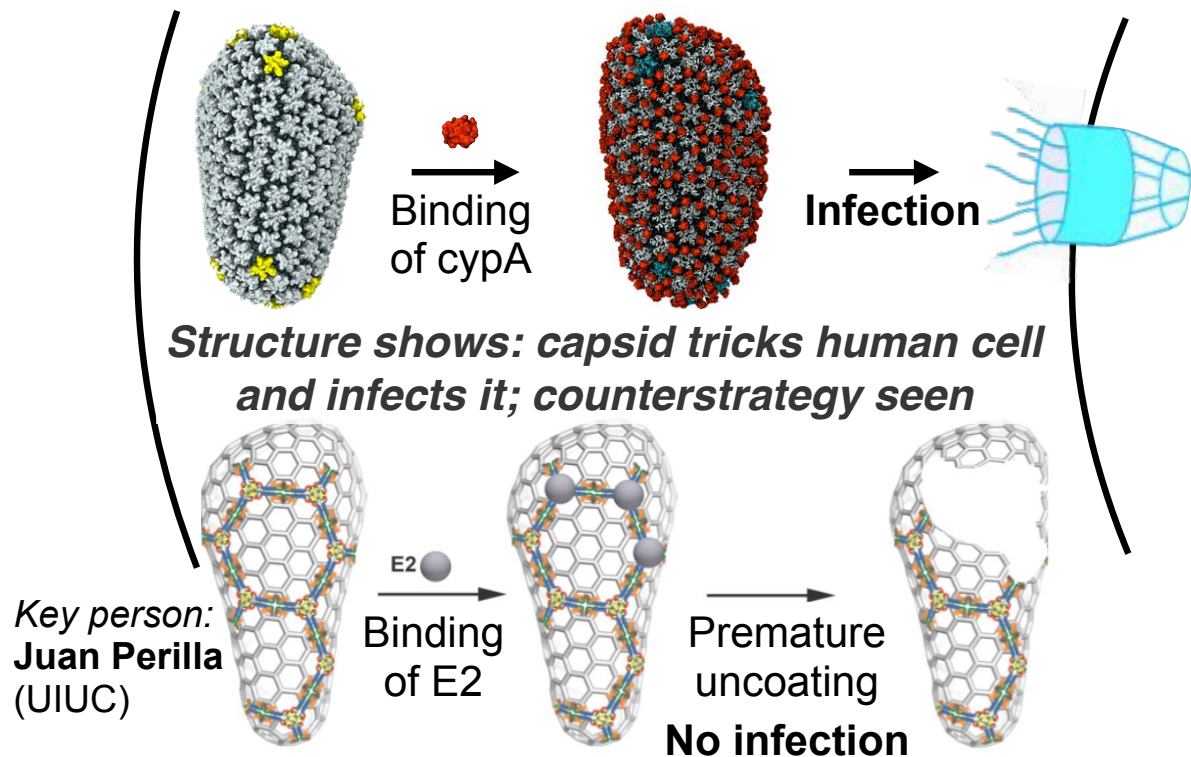 Binding
of cypA
Infection
Structure shows: capsid tricks human cell
and infects it; counterstrategy seen
Key person:
Juan Perilla
(UIUC)
E2
Binding
of E2
Premature
uncoating
No infection